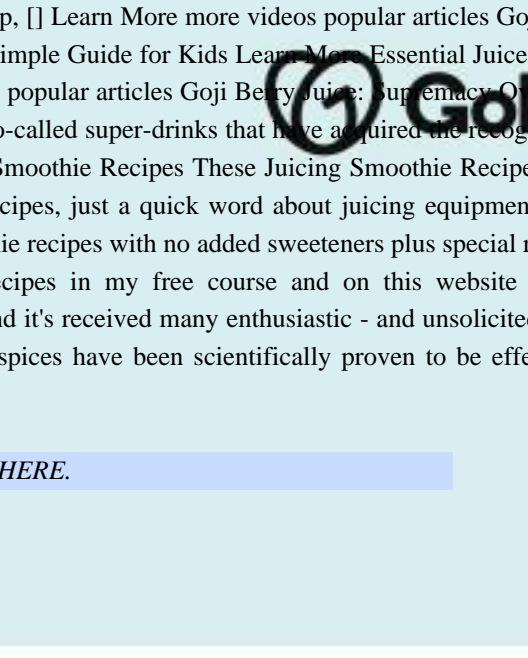 p, [] Learn More more videos popular articles Go
imple Guide for Kids Learn More Essential Juice
popular articles Goji Berry Juice: Supremacy Ov
o-called super-drinks that have acquired the recog
Smoothie Recipes These Juicing Smoothie Recipe
cipes, just a quick word about juicing equipmen
ie recipes with no added sweeteners plus special
ecipes in my free course and on this website
nd it's received many enthusiastic - and unsolicited
spices have been scientifically proven to be effe
HERE.